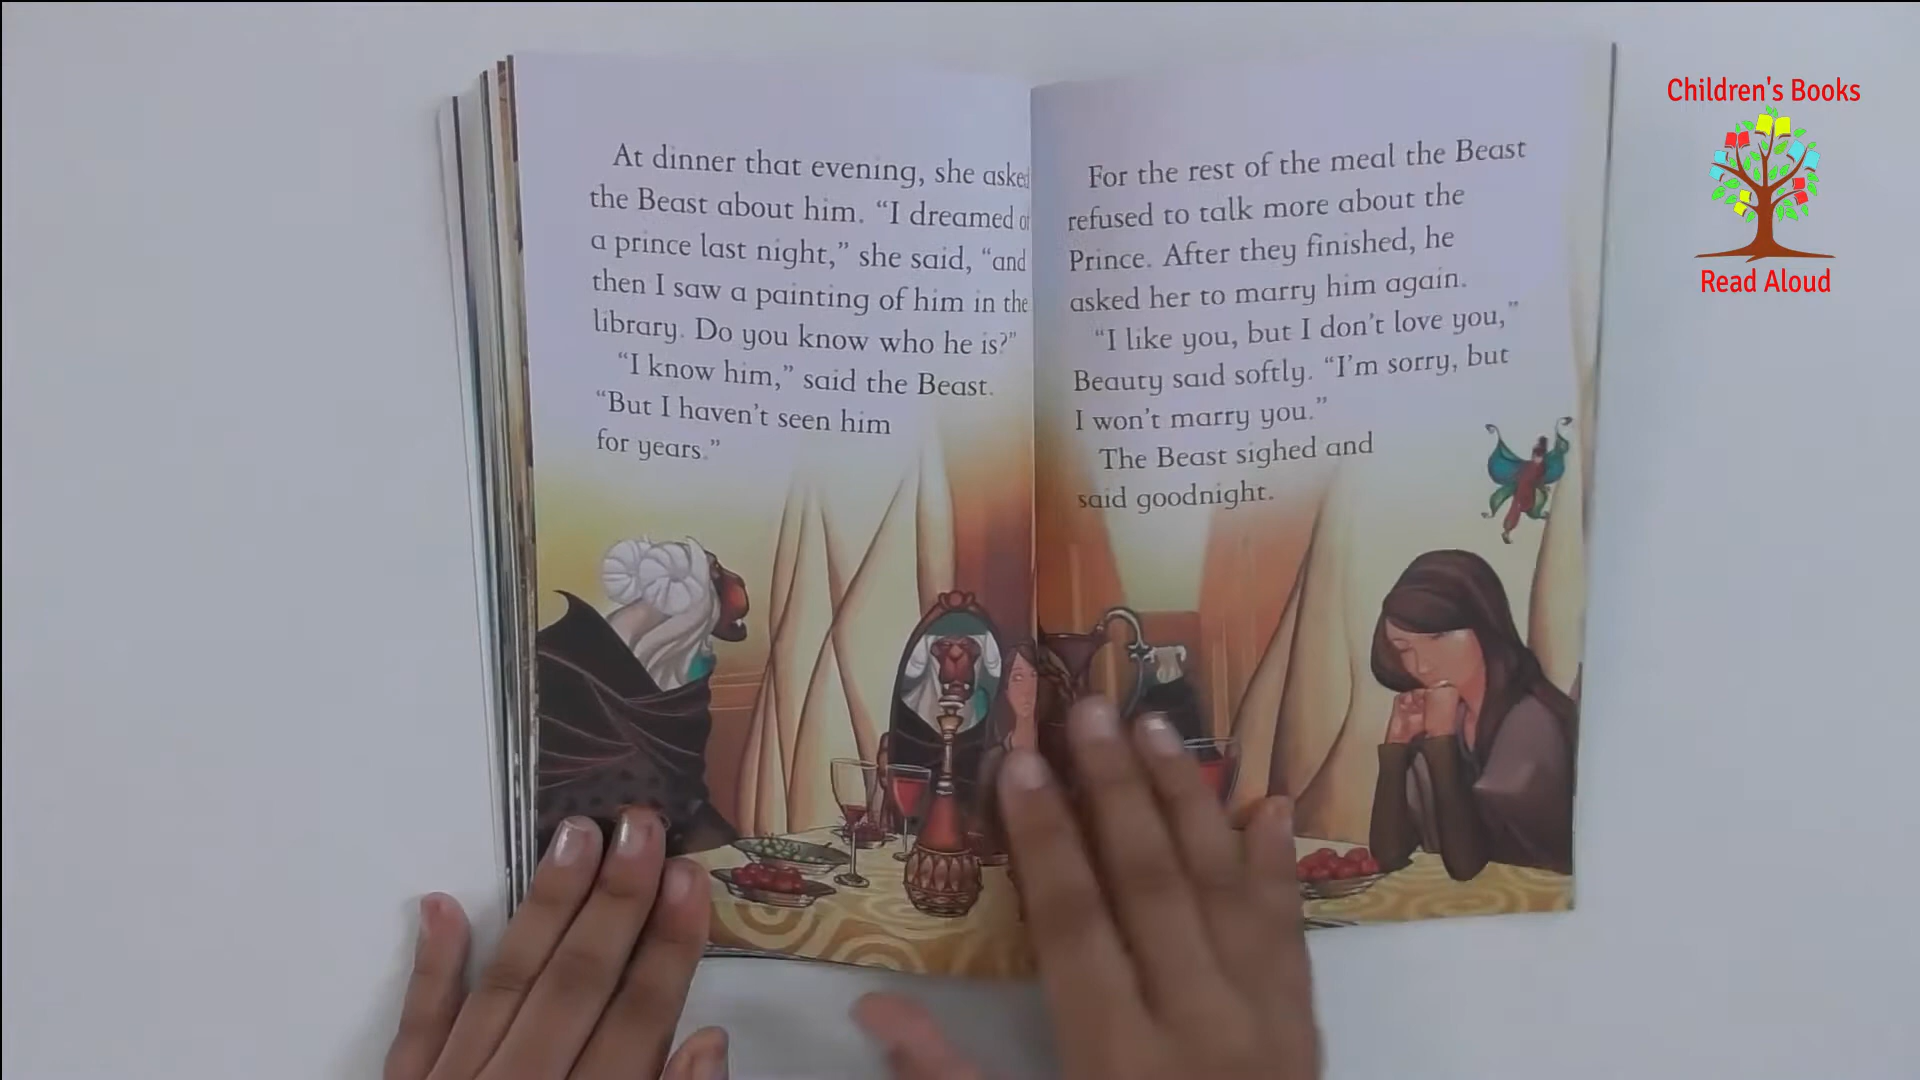 At dinner that evening, she asked
the Beast about him. “I dreamed of
a prince last night,” she said, “and
then I saw a painting of him in the
library. Do you know who he is?”
“I know him,” said the Beast.
“But I haven’t seen him
for years.”
For the rest of the meal the Beast
refused to talk more about the
Prince. After they finished, he
asked her to marry him again.
“I like you, but I don’t love you,”
Beauty said softly. “I’m sorry, but
I won’t marry you.”
The Beast sighed and
said goodnight.
Children's Books
Read Aloud